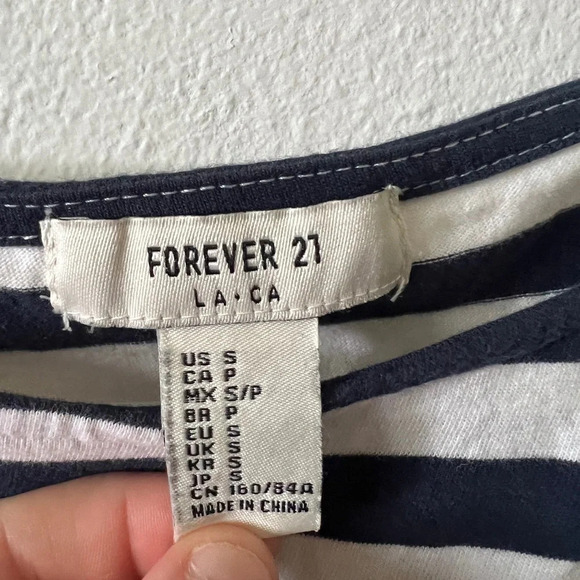 FOREVER 21
LA·CA
US S
CA P
MX S/P
BR P
EU S
UK S
KR S
JP S
CN 160/84A
MADE IN CHINA